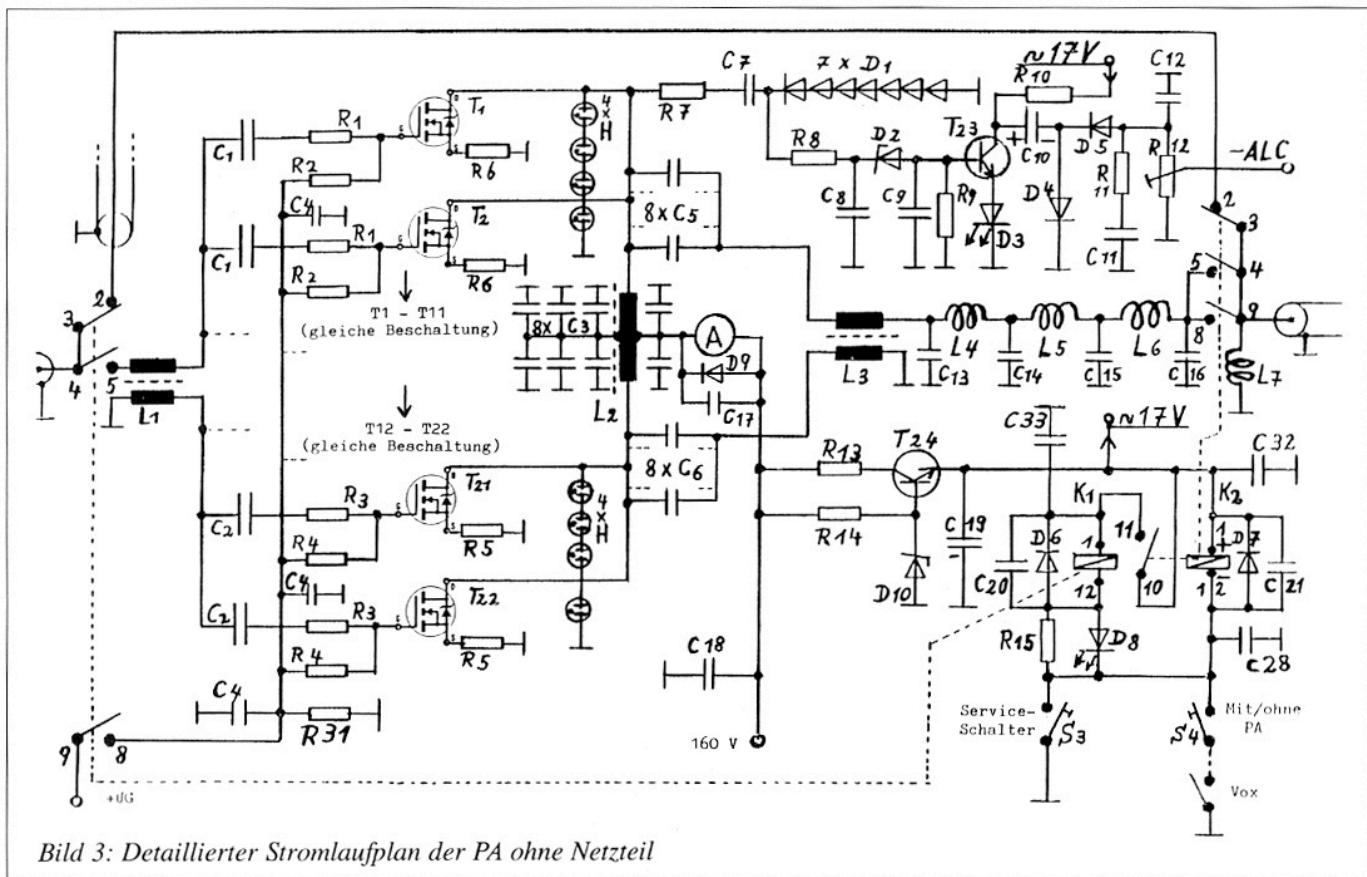 C7
7 x D1
~17V
C12
R10
T1
R7
T23
R1
4 x H
R8
D2
C10
D5
R12
C1
-ALC
R2
R6
C8
C9
R9
D4
R11
C4
T2
8 x C5
D3
2
3
R1
C11
C1
R2
R6
5
4
2
T1 - T11
(gleiche Beschaltung)
8x C3
A
9
3
L4
L5
L6
8
4
5
D9
C13
C14
C15
C16
L7
L1
L3
T12 - T22
(gleiche Beschaltung)
L2
C17
C33
~17V
T24
C32
R13
8 x C6
T21
K1
K2
R3
4 x H
11
1
1
+
C2
R14
C19
D6
D7
R4
R5
C20
10
C21
C4
D10
12
12
-
T22
R3
R15
D8
C2
C18
C28
R5
R4
C4
Service-
Schalter
S3
Mit/ohne
PA
S4
R31
160 V
9
8
Vox
+UG
Bild 3: Detaillierter Stromlaufplan der PA ohne Netzteil